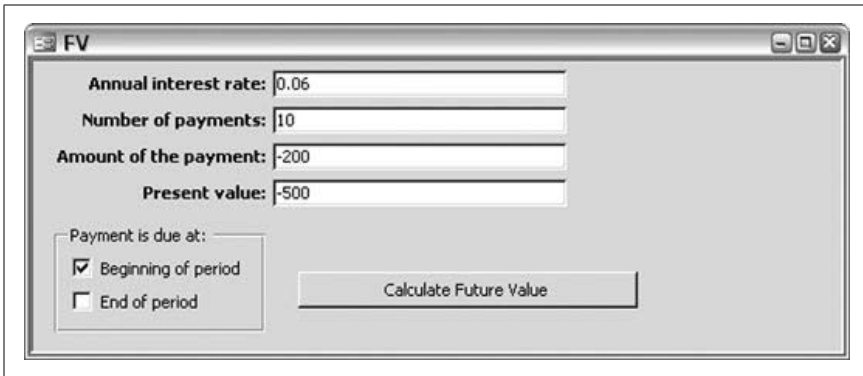 FV
Annual interest rate: 0.06
Number of payments: 10
Amount of the payment: -200
Present value: -500
Payment is due at:
Beginning of period
End of period
Calculate Future Value